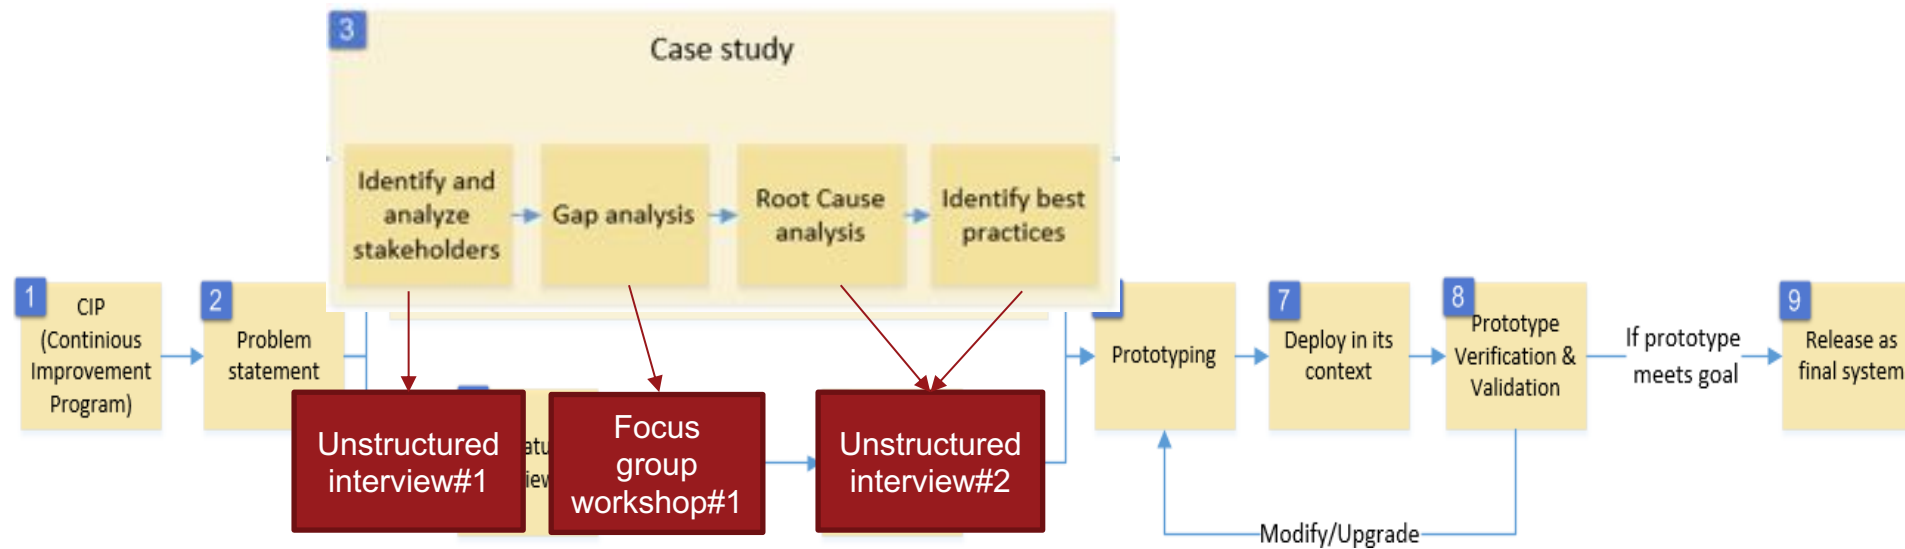 3
Case study
Identify and
analyze
stakeholders
Gap analysis
Root Cause
analysis
Identify best
practices
1
CIP
(Continious
Improvement
Program)
2
Problem
statement
Unstructured
interview#1
Focus
group
workshop#1
Unstructured
interview#2
Prototyping
7
Deploy in its
context
8
Prototype
Verification &
Validation
If prototype
meets goal
9
Release as
final system
Modify/Upgrade